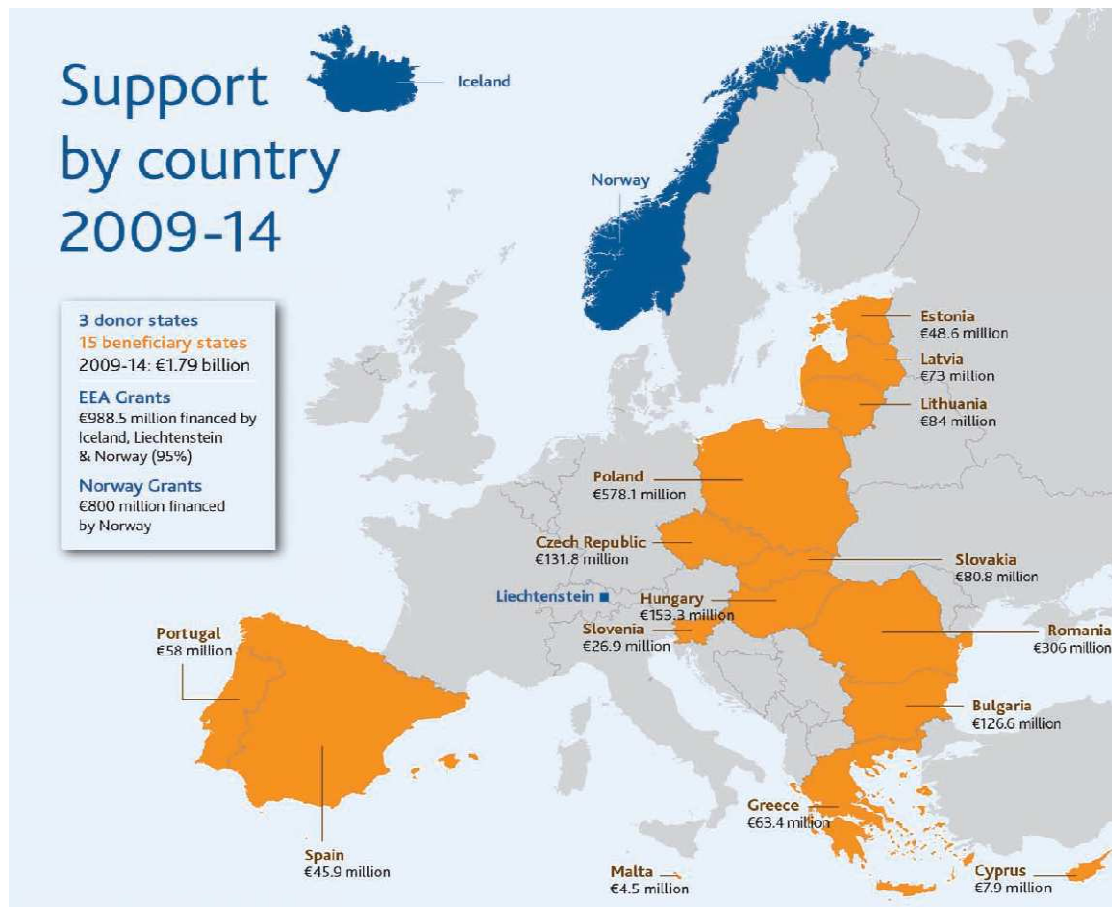 Support
by country
2009-14
Iceland
Norway
3 donor states
15 beneficiary states
2009-14: €1.79 billion
EEA Grants
€988.5 million financed by
Iceland, Liechtenstein
& Norway (95%)
Norway Grants
€800 million financed
by Norway
Estonia
€48.6 million
Latvia
€73 million
Lithuania
€84 million
Poland
€578.1 million
Czech Republic
€131.8 million
Slovakia
€80.8 million
Liechtenstein
Hungary
€153.3 million
Slovenia
€26.9 million
Portugal
€58 million
Romania
€306 million
Bulgaria
€126.6 million
Greece
€63.4 million
Spain
€45.9 million
Malta
€4.5 million
Cyprus
€7.9 million